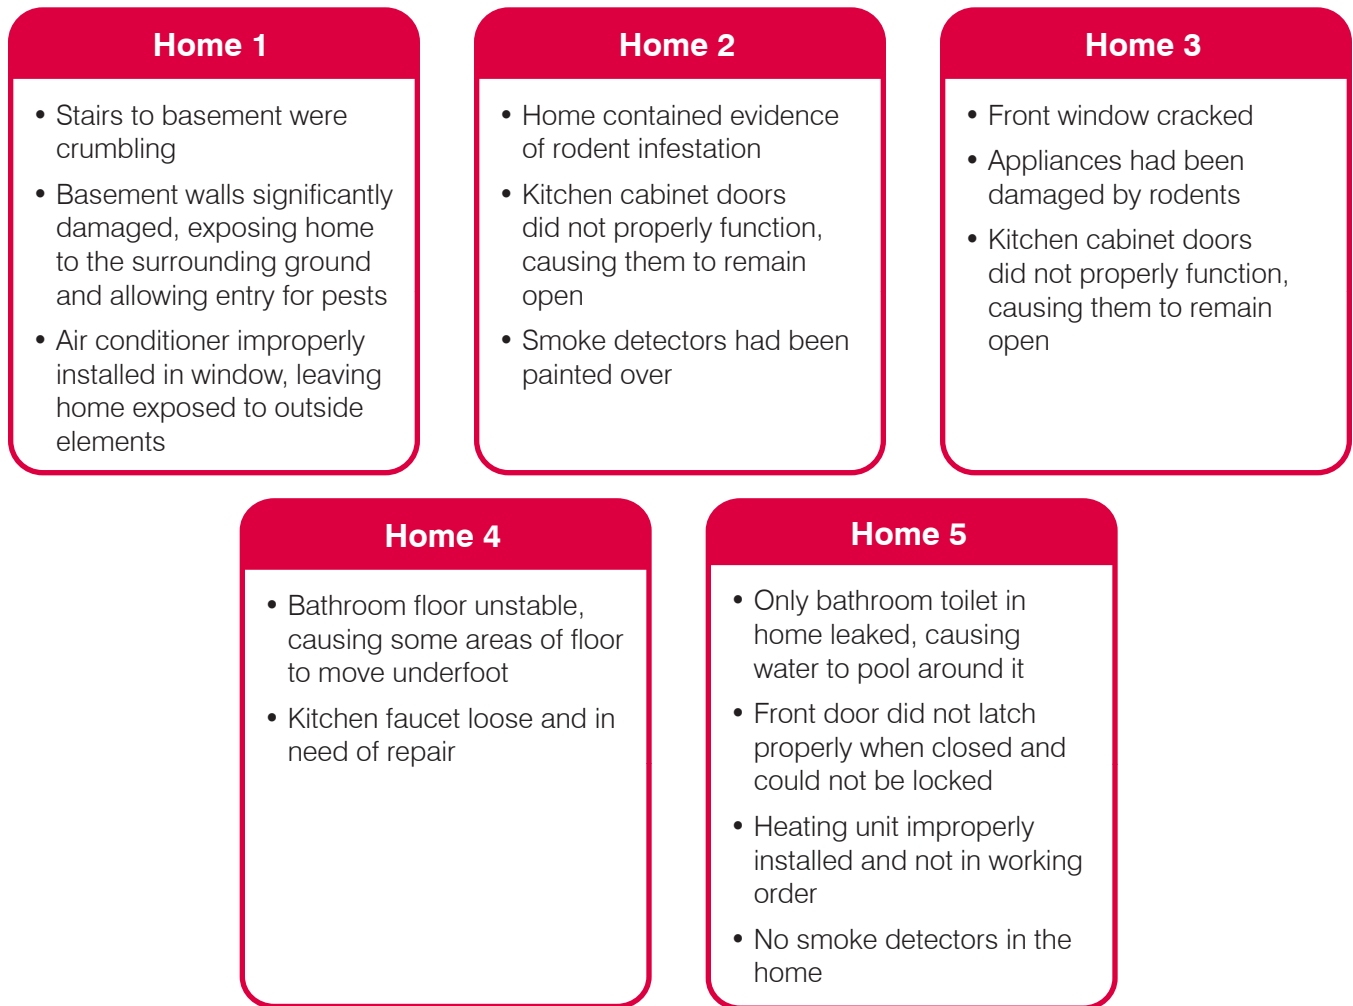 Home 1
• Stairs to basement were
crumbling
• Basement walls significantly
damaged, exposing home
to the surrounding ground
and allowing entry for pests
• Air conditioner improperly
installed in window, leaving
home exposed to outside
elements
Home 2
• Home contained evidence
of rodent infestation
• Kitchen cabinet doors
did not properly function,
causing them to remain
open
• Smoke detectors had been
painted over
Home 3
• Front window cracked
• Appliances had been
damaged by rodents
• Kitchen cabinet doors
did not properly function,
causing them to remain
open
Home 4
• Bathroom floor unstable,
causing some areas of floor
to move underfoot
• Kitchen faucet loose and in
need of repair
Home 5
• Only bathroom toilet in
home leaked, causing
water to pool around it
• Front door did not latch
properly when closed and
could not be locked
• Heating unit improperly
installed and not in working
order
• No smoke detectors in the
home